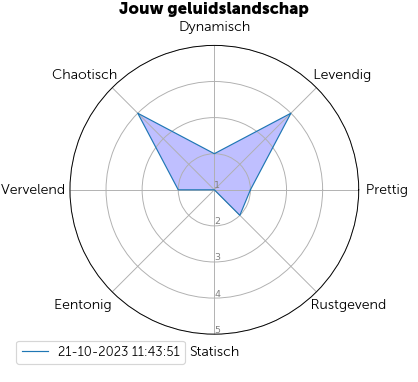 Jouw geluidslandschap
Dynamisch
Chaotisch
Levendig
Vervelend
1
Prettig
2
3
4
Eentonig
Rustgevend
5
21-10-2023 11:43:51
Statisch